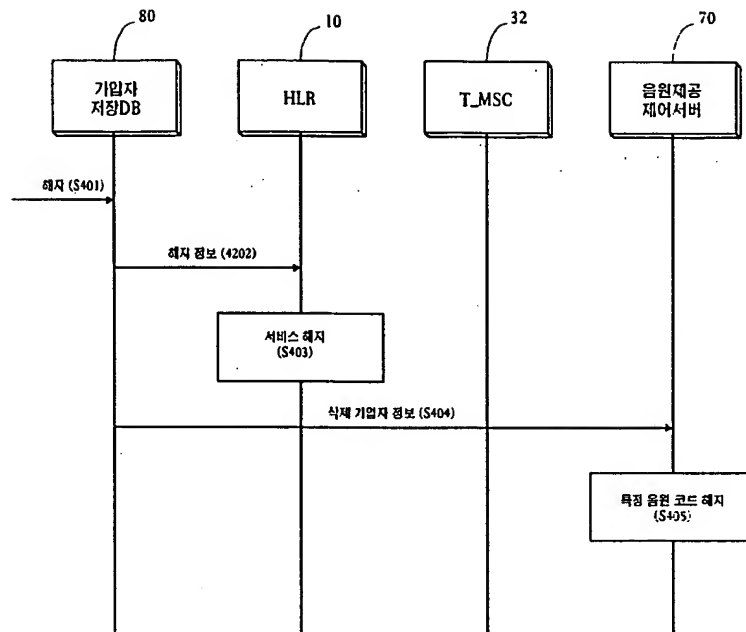 80
10
32
70
가입자
저장DB
HLR
T_MSC
음원제공
제어서버
해지 (S401)
해지 정보 (4202)
서비스 해지
(S403)
삭제 가입자 정보 (S404)
특정 음원 코드 해지
(S405)